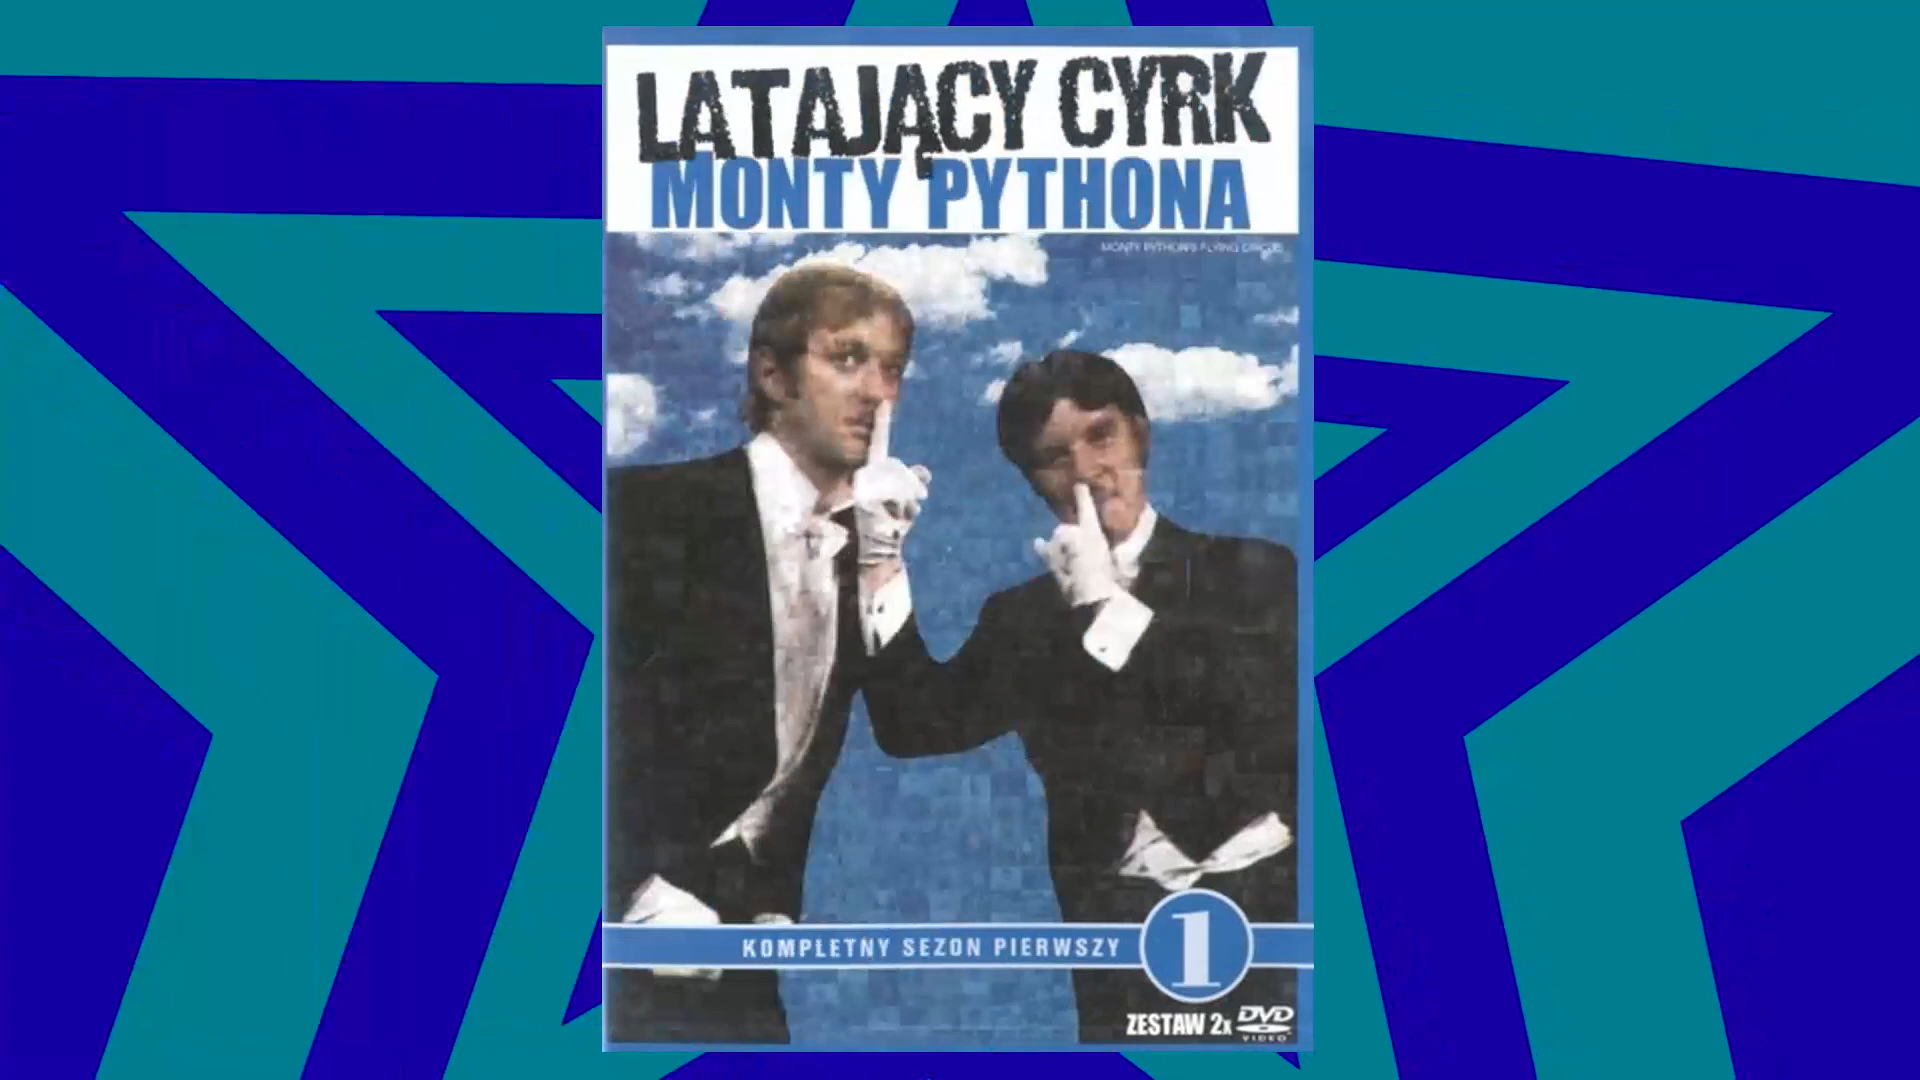 LATAJĄCY CYRK
MONTY PYTHONA
MONTY PYTHON'S FLYING CIRCUS
KOMPLETNY SEZON PIERWSZY
1
ZESTAW 2x DVD
VIDEO